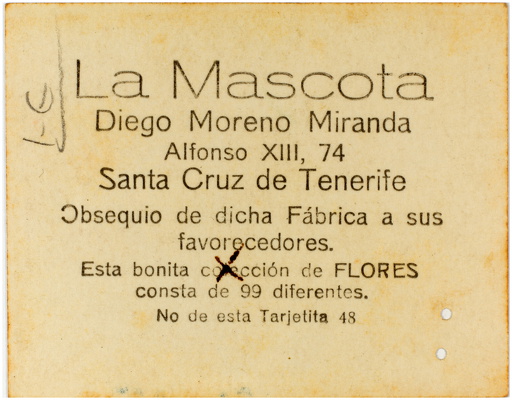 La Mascota
Diego Moreno Miranda
Alfonso XIII, 74
Santa Cruz de Tenerife
Obsequio de dicha Fábrica a sus
favorecedores.
Esta bonita colección de FLORES
consta de 99 diferentes.
No de esta Tarjetita 48